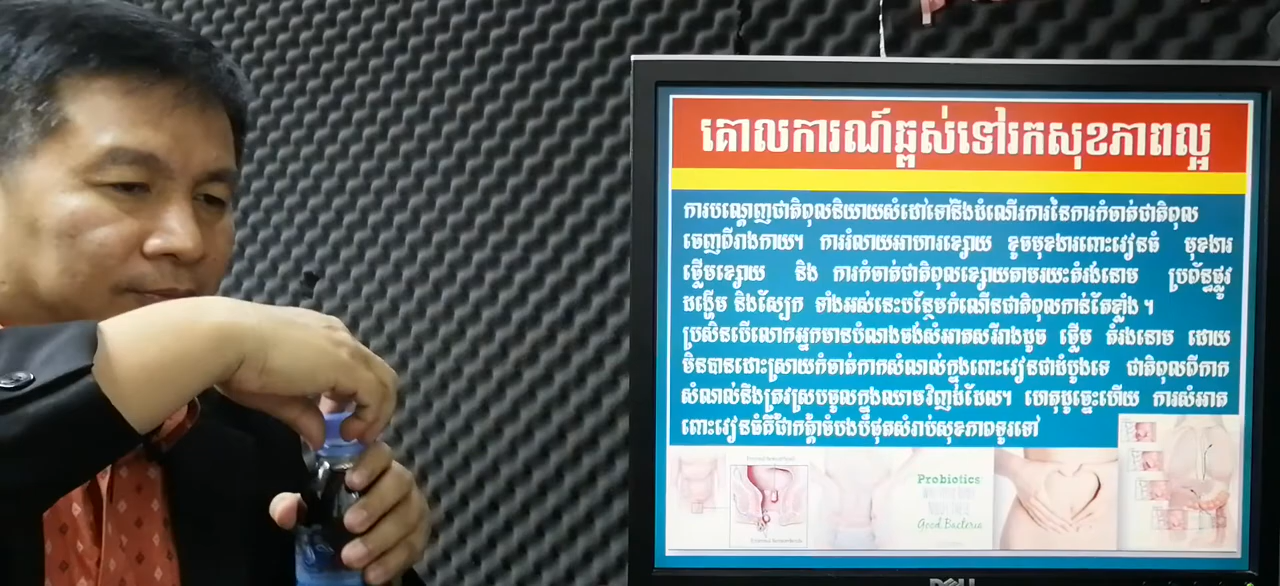 គោលការណ៍ឆ្ពស់ទៅរកសុខភាពល្អ
ការបណ្តេញជាតិពុលនិយាយសំដៅទៅនឹងដំណើរការនៃការកំចាត់ជាតិពុល
ចេញពីរាងកាយ។ ការរំលាយអាហារខ្សោយ ខូចមុខងារពោះវៀនធំ មុខងារ
ថ្លើមខ្សោយ និង ការកំចាត់ជាតិពុលខ្សោយតាមរយៈតំរងនោម ប្រព័ន្ធផ្លូវ
ដង្ហើម និងស្បែក ទាំងអស់នេះបន្ថែមកំណើនជាតិពុលកាន់តែខ្លាំង ។
ប្រសិនបើលោកអ្នកមានបំណងចង់សំអាតសរីរាងដូច ថ្លើម តំរងនោម ដោយ
មិនបានដោះស្រាយកំចាត់កាកសំណល់ក្នុងពោះវៀនជាដំបូងទេ ជាតិពុលពីកាក
សំណល់នឹងត្រូវស្រូបចូលក្នុងឈាមវិញផងដែល។ ហេតុដូច្នេះហើយ ការសំអាត
ពោះវៀនធំគឺជាកត្តាចំបងបំផុតសំរាប់សុខភាពទូរទៅ
Probiotics
Good Bacteria
DELL